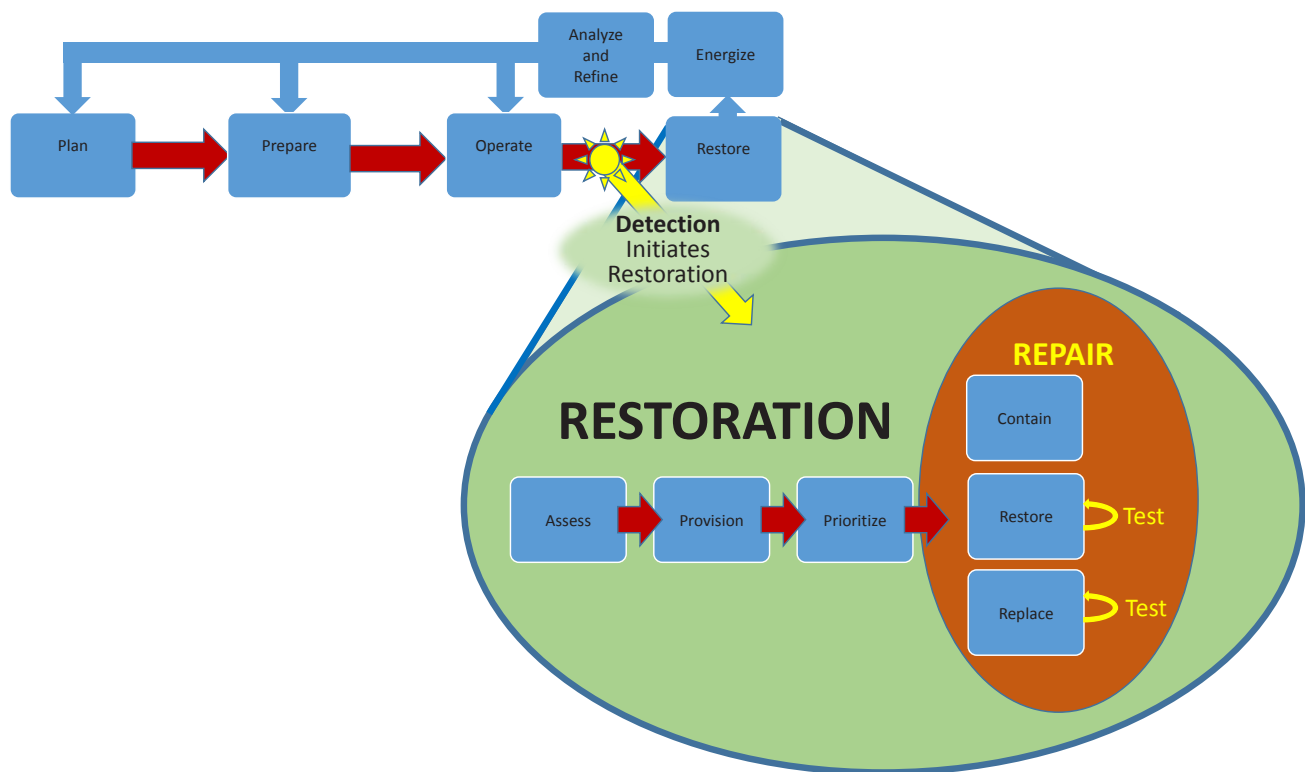 Analyze
and
Refine
Energize
Plan
Prepare
Operate
Restore
Detection
Initiates
Restoration
REPAIR
RESTORATION
Contain
Assess
Provision
Prioritize
Restore
Test
Replace
Test